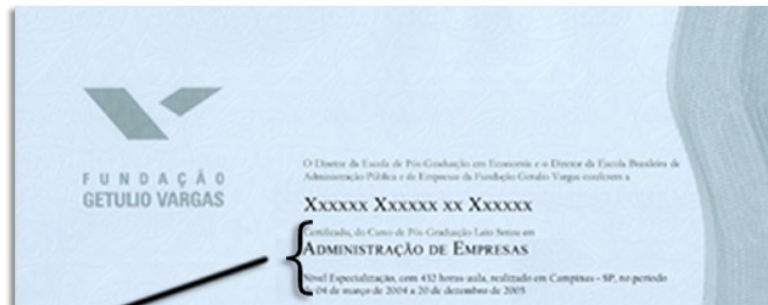 FUNDAÇÃO
GETULIO VARGAS
O Diretor da Escola de Pós-Graduação em Economia e o Diretor da Escola Brasileira de
Administração Pública e de Empresas da Fundação Getulio Vargas conferem a
Xxxxxx Xxxxxx xx Xxxxxx
Certificado, do Curso de Pós-Graduação Lato Sensu em
ADMINISTRAÇÃO DE EMPRESAS
Nível Especialização, com 432 horas-aula, realizado em Campinas - SP, no período
de 04 de março de 2004 a 20 de dezembro de 2005